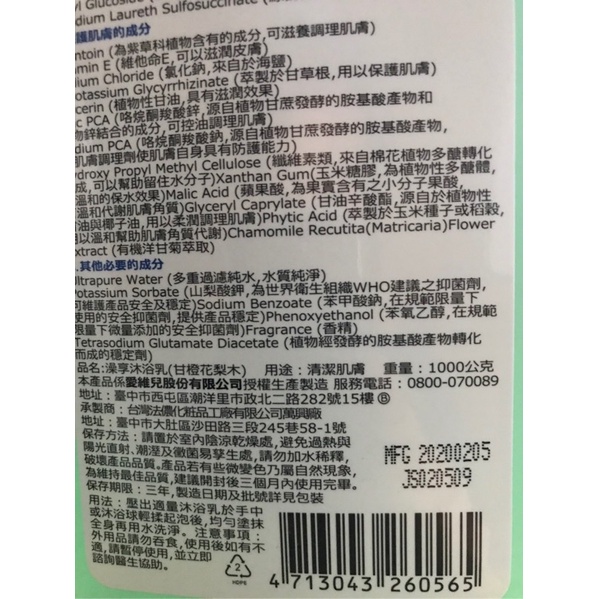 yl Glucoside
dium Laureth Sulfosuccinate
護肌膚的成分
ntoin (為紫草科植物含有的成分,可滋養調理肌膚)
min E (維他命E,可以滋潤皮膚)
ium Chloride (氯化鈉,來自於海鹽)
otassium Glycyrrhizinate (萃製於甘草根,用以保護肌膚)
cerin (植物性甘油,具有滋潤效果)
c PCA (咯烷酮羧酸鋅,源自植物甘蔗發酵的胺基酸產物和
物鋅結合的成分,可控油調理肌膚)
dium PCA (咯烷酮羧酸鈉,源自植物甘蔗發酵的胺基酸產物,
肌膚調理劑使肌膚自身具有防護能力)
ydroxy Propyl Methyl Cellulose (纖維素類,來自棉花植物多醣轉化
成,可以幫助留住水分子)Xanthan Gum(玉米糖膠,為植物性多醣體,
溫和的保水效果)Malic Acid (蘋果酸,為果實含有之小分子果酸,
溫和代謝肌膚角質)Glyceryl Caprylate (甘油辛酸酯,源自於植物性
油與椰子油,用以柔潤調理肌膚)Phytic Acid (萃製於玉米種子或稻穀,
以溫和幫助肌膚角質代謝)Chamomile Recutita(Matricaria)Flower
xtract (有機洋甘菊萃取)
.其他必要的成分
ltrapure Water (多重過濾純水,水質純淨)
otassium Sorbate (山梨酸鉀,為世界衛生組織WHO建議之抑菌劑,
可維護產品安全及穩定)Sodium Benzoate (苯甲酸鈉,在規範限量下
使用的安全抑菌劑,提供產品穩定)Phenoxyethanol (苯氧乙醇,在規範
限量下微量添加的安全抑菌劑)Fragrance (香精)
Tetrasodium Glutamate Diacetate (植物經發酵的胺基酸產物轉化
而成的穩定劑)
品名:澡享沐浴乳(甘橙花梨木) 用途：清潔肌膚 重量：1000公克
本產品係愛維兒股份有限公司授權生產製造 服務電話：0800-070089
地址：臺中市西屯區潮洋里市政北二路282號15樓Ⓑ
承製商：台灣法儂化粧品工廠有限公司萬興廠
地址：臺中市大肚區沙田路三段245巷58-1號
保存方法：請置於室內陰涼乾燥處,避免過熱與
陽光直射、潮溼及黴菌易孳生處,請勿加水稀釋,
破壞產品品質。產品若有些微變色乃屬自然現象,
為維持最佳品質,建議開封後三個月內使用完畢。
保存期限：三年,製造日期及批號詳見包裝
MFG 20200205
JS020509
用法：壓出適量沐浴乳於手中
或沐浴球輕揉起泡後,均勻塗抹
全身再用水洗淨。注意事項：
外用品請勿吞食,使用後如有不
適,請暫停使用,並立即
諮詢醫生協助。
2
HDPE
4 713043 260565